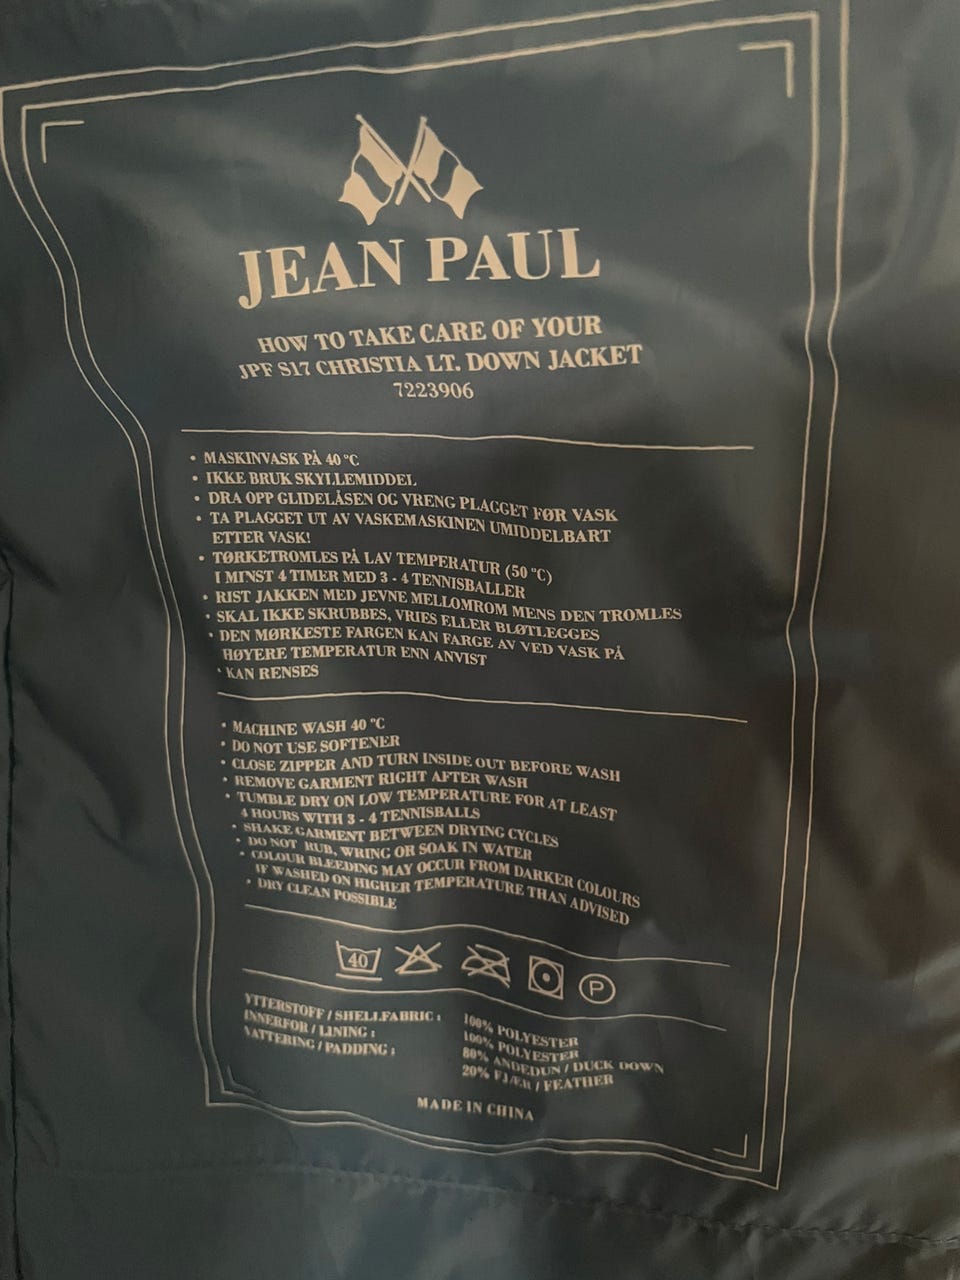 JEAN PAUL
HOW TO TAKE CARE OF YOUR
JPF S17 CHRISTIA LT. DOWN JACKET
7223906
• MASKINVASK PÅ 40 °C
• IKKE BRUK SKYLLEMIDDEL
• DRA OPP GLIDELÅSEN OG VRENG PLAGGET FØR VASK
• TA PLAGGET UT AV VASKEMASKINEN UMIDDELBART
ETTER VASK!
• TØRKETROMLES PÅ LAV TEMPERATUR (50 °C)
I MINST 4 TIMER MED 3 - 4 TENNISBALLER
• RIST JAKKEN MED JEVNE MELLOMROM MENS DEN TROMLES
• SKAL IKKE SKRUBBES, VRIES ELLER BLØTLEGGES
• DEN MØRKESTE FARGEN KAN FARGE AV VED VASK PÅ
HØYERE TEMPERATUR ENN ANVIST
• KAN RENSES
• MACHINE WASH 40 °C
• DO NOT USE SOFTENER
• CLOSE ZIPPER AND TURN INSIDE OUT BEFORE WASH
• REMOVE GARMENT RIGHT AFTER WASH
• TUMBLE DRY ON LOW TEMPERATURE FOR AT LEAST
4 HOURS WITH 3 - 4 TENNISBALLS
• SHAKE GARMENT BETWEEN DRYING CYCLES
• DO NOT RUB, WRING OR SOAK IN WATER
• COLOUR BLEEDING MAY OCCUR FROM DARKER COLOURS
IF WASHED ON HIGHER TEMPERATURE THAN ADVISED
• DRY CLEAN POSSIBLE
40 P
YTTERSTOFF / SHELLFABRIC : 100% POLYESTER
INNERFOR / LINING : 100% POLYESTER
VATTERING / PADDING : 80% ANDEDUN / DUCK DOWN
20% FJÆR / FEATHER
MADE IN CHINA